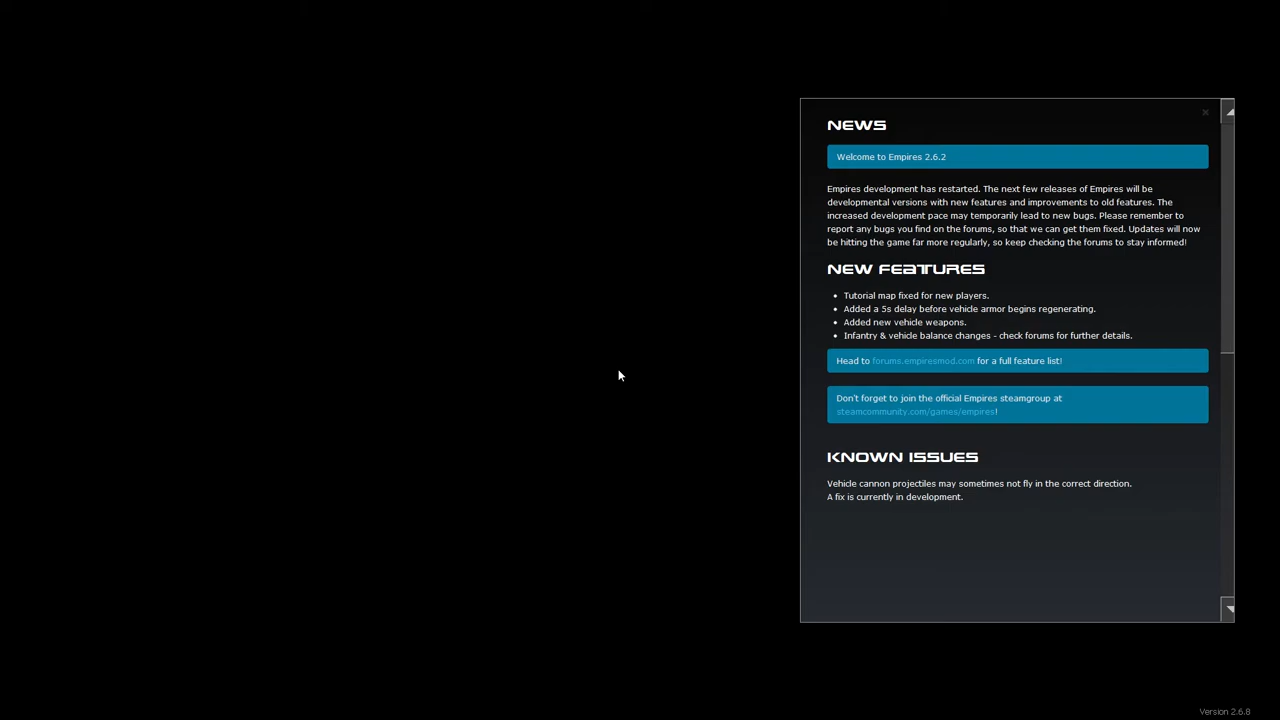 NEWS
Welcome to Empires 2.6.2
Empires development has restarted. The next few releases of Empires will be
developmental versions with new features and improvements to old features. The
increased development pace may temporarily lead to new bugs. Please remember to
report any bugs you find on the forums, so that we can get them fixed. Updates will now
be hitting the game far more regularly, so keep checking the forums to stay informed!
NEW FEATURES
• Tutorial map fixed for new players.
• Added a 5s delay before vehicle armor begins regenerating.
• Added new vehicle weapons.
• Infantry & vehicle balance changes - check forums for further details.
Head to forums.empiresmod.com for a full feature list!
Don't forget to join the official Empires steamgroup at
steamcommunity.com/games/empires!
KNOWN ISSUES
Vehicle cannon projectiles may sometimes not fly in the correct direction.
A fix is currently in development.
Version 2.6.8